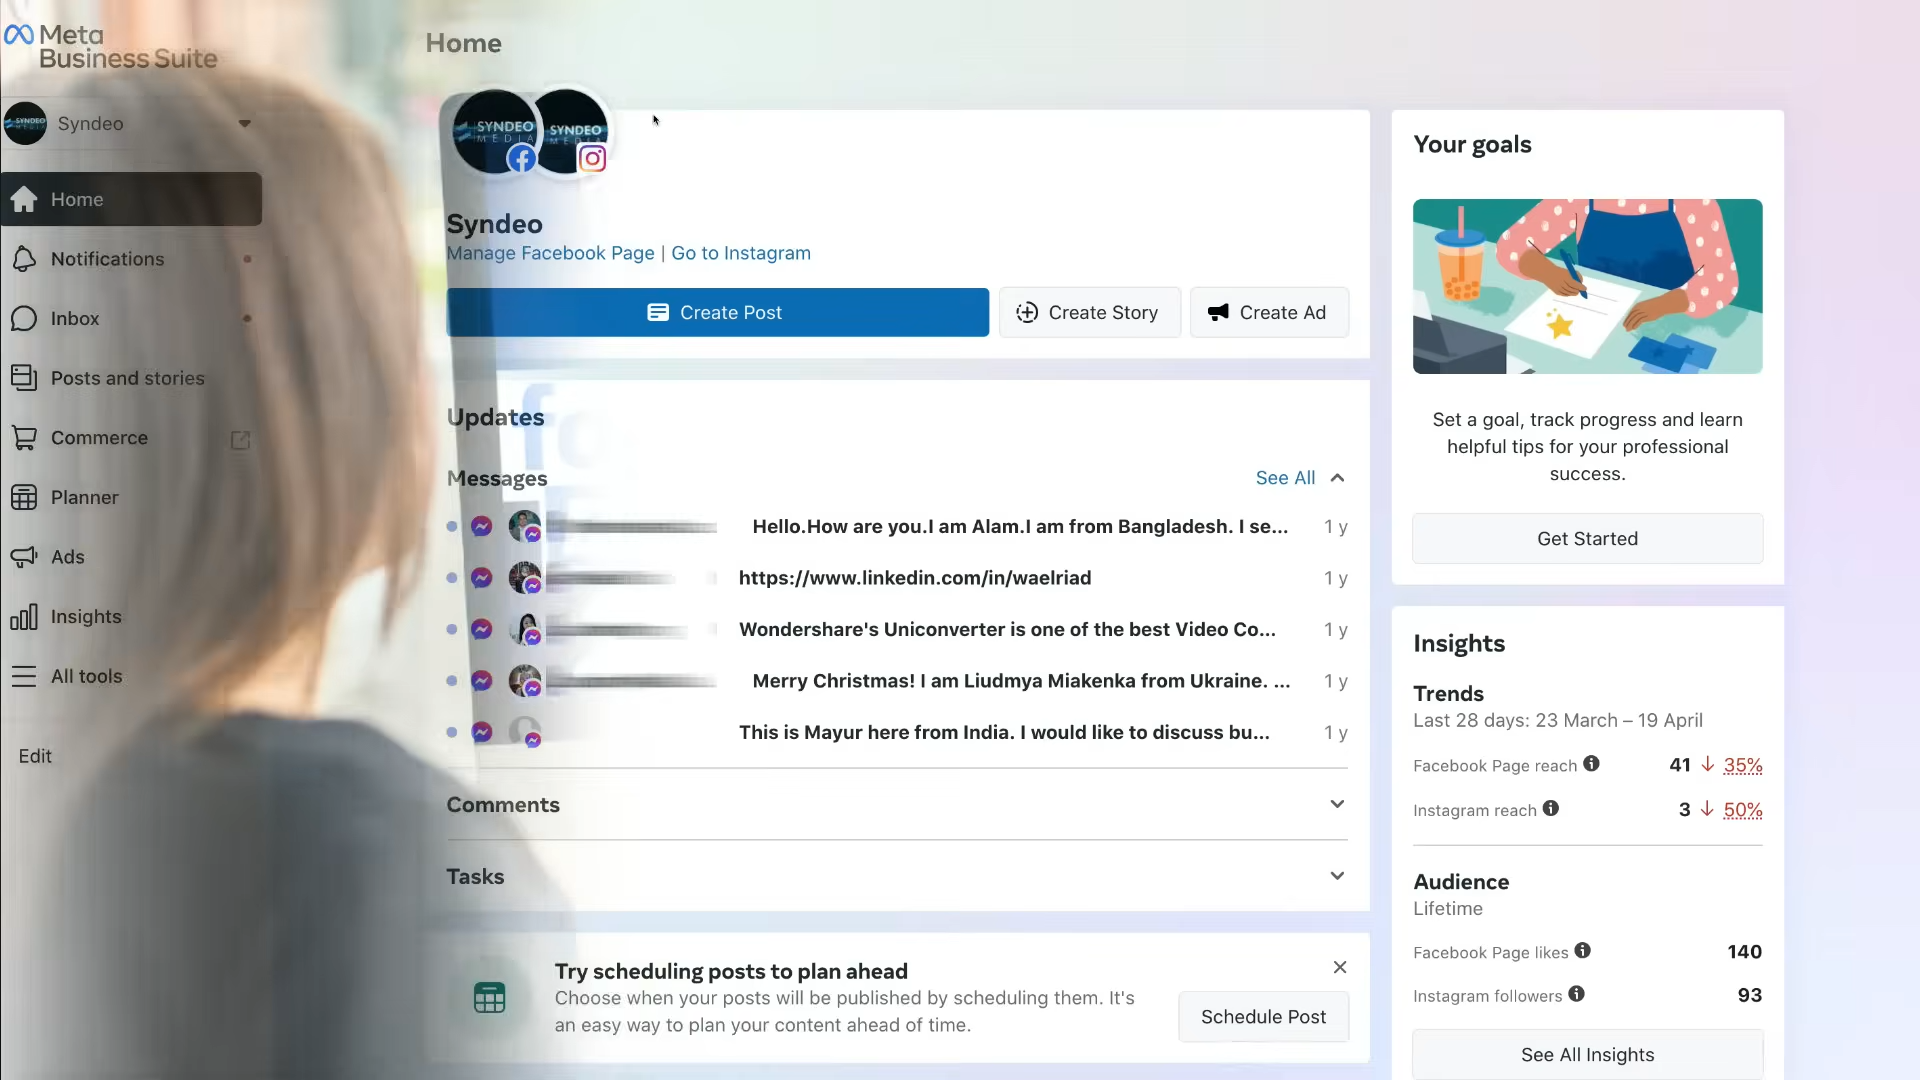 Meta
Business Suite
Syndeo
Home
Notifications
Inbox
Posts and stories
Commerce
Planner
Ads
Insights
All tools
Edit
Home
SYNDEO
MEDIA
SYNDEO
Syndeo
Manage Facebook Page | Go to Instagram
Create Post
Create Story
Create Ad
Updates
fo
Messages
See All
Hello.How are you.I am Alam.I am from Bangladesh. I se... 1 y
https://www.linkedin.com/in/waelriad 1 y
Wondershare's Uniconverter is one of the best Video Co... 1 y
Merry Christmas! I am Liudmya Miakenka from Ukraine. ... 1 y
This is Mayur here from India. I would like to discuss bu... 1 y
Comments
Tasks
Try scheduling posts to plan ahead
Choose when your posts will be published by scheduling them. It's
an easy way to plan your content ahead of time.
Schedule Post
Your goals
Set a goal, track progress and learn
helpful tips for your professional
success.
Get Started
Insights
Trends
Last 28 days: 23 March – 19 April
Facebook Page reach 41 ↓ 35%
Instagram reach 3 ↓ 50%
Audience
Lifetime
Facebook Page likes 140
Instagram followers 93
See All Insights